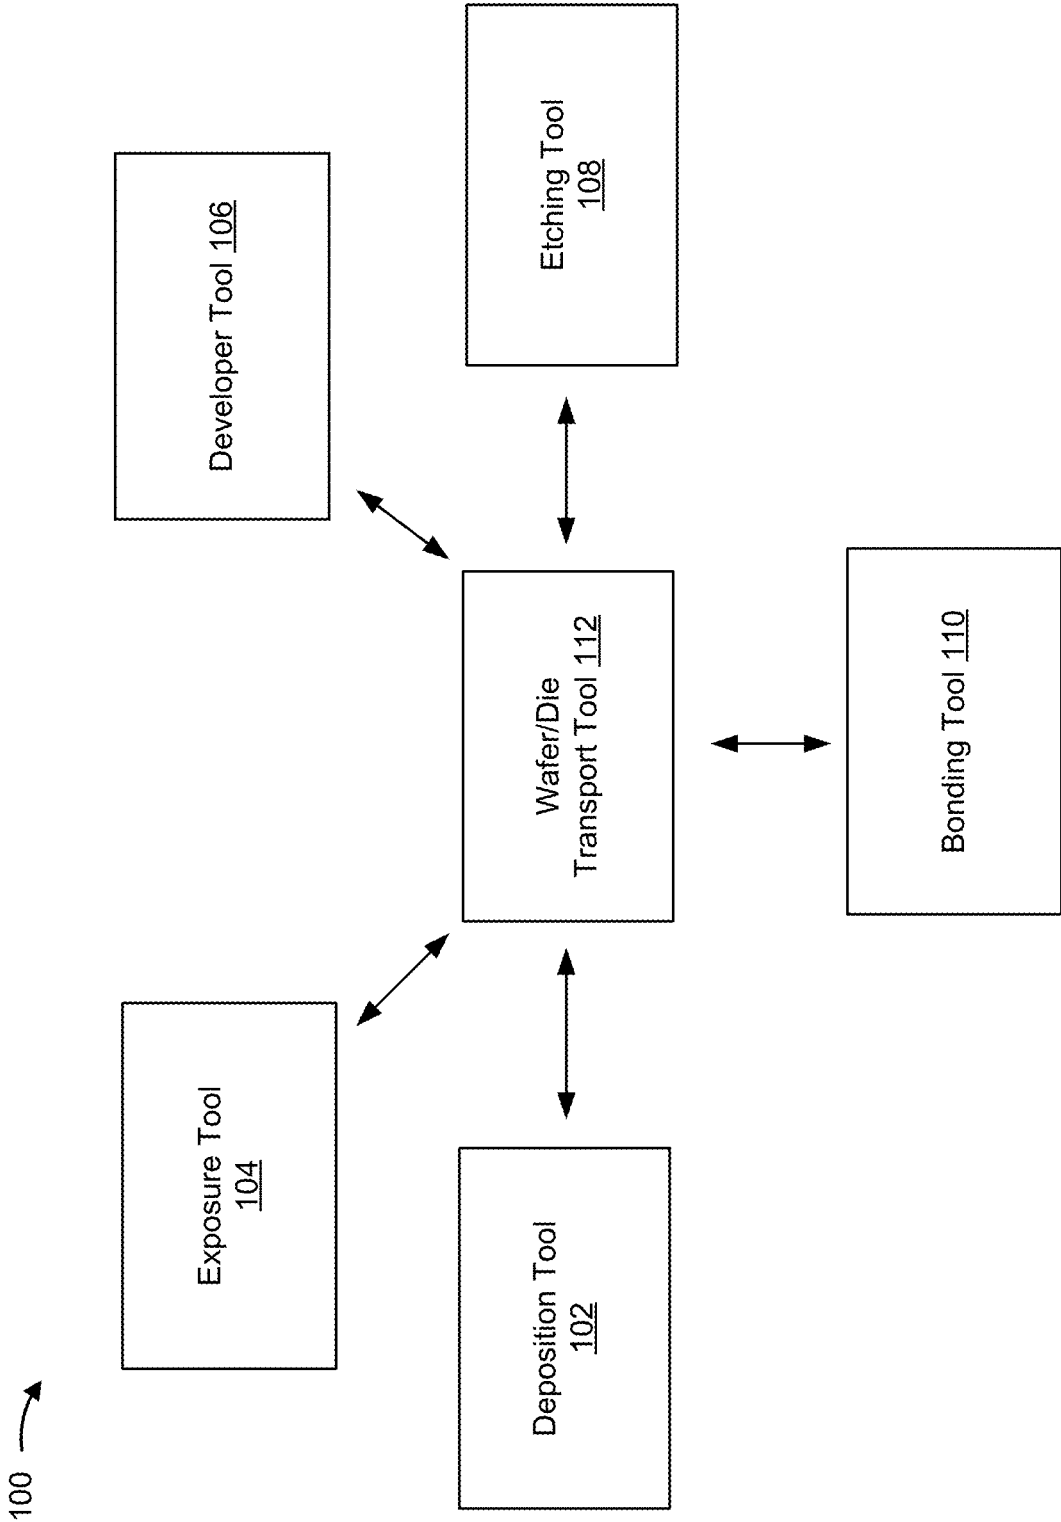 100
Exposure Tool
104
Developer Tool 106
Deposition Tool
102
Wafer/Die
Transport Tool 112
Etching Tool
108
Bonding Tool 110